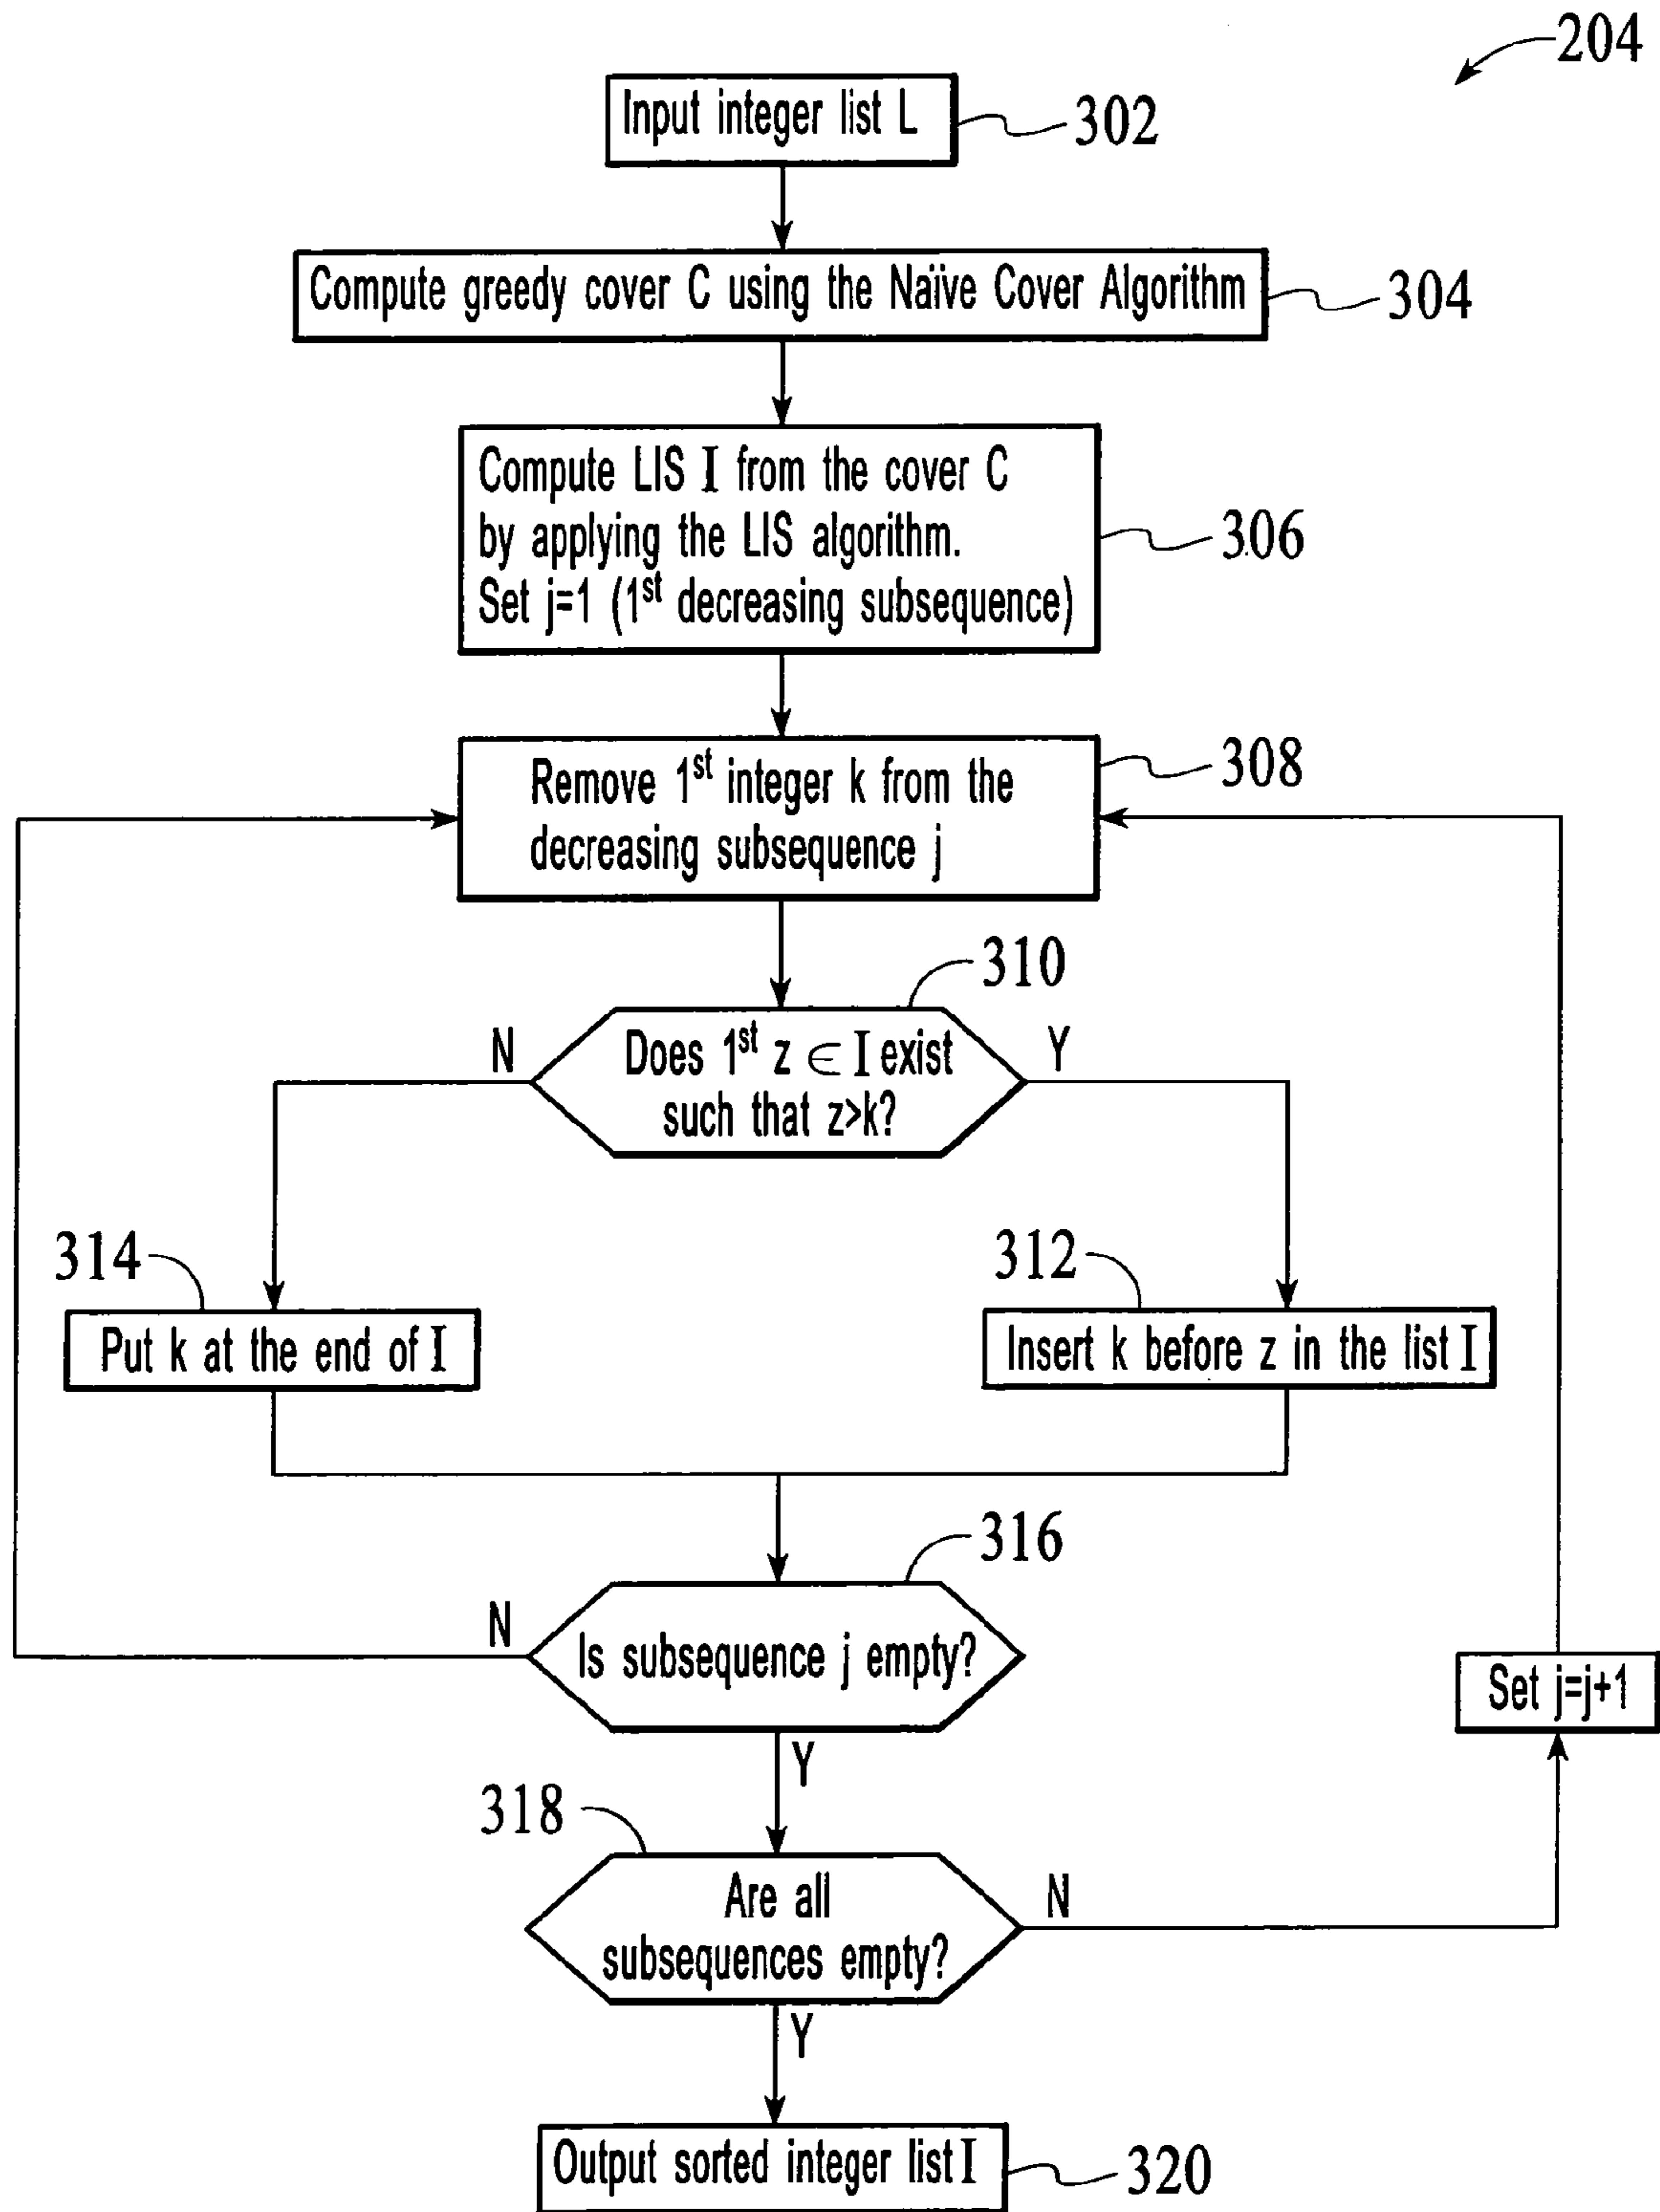 204
Input integer list L
302
Compute greedy cover C using the Naïve Cover Algorithm
304
Compute LIS I from the cover C
by applying the LIS algorithm.
Set j=1 (1st decreasing subsequence)
306
Remove 1st integer k from the
decreasing subsequence j
308
310
N
Does 1st z ∈ I exist
such that z>k?
Y
314
Put k at the end of I
312
Insert k before z in the list I
316
N
Is subsequence j empty?
Set j=j+1
Y
318
Are all
subsequences empty?
N
Y
Output sorted integer list I
320